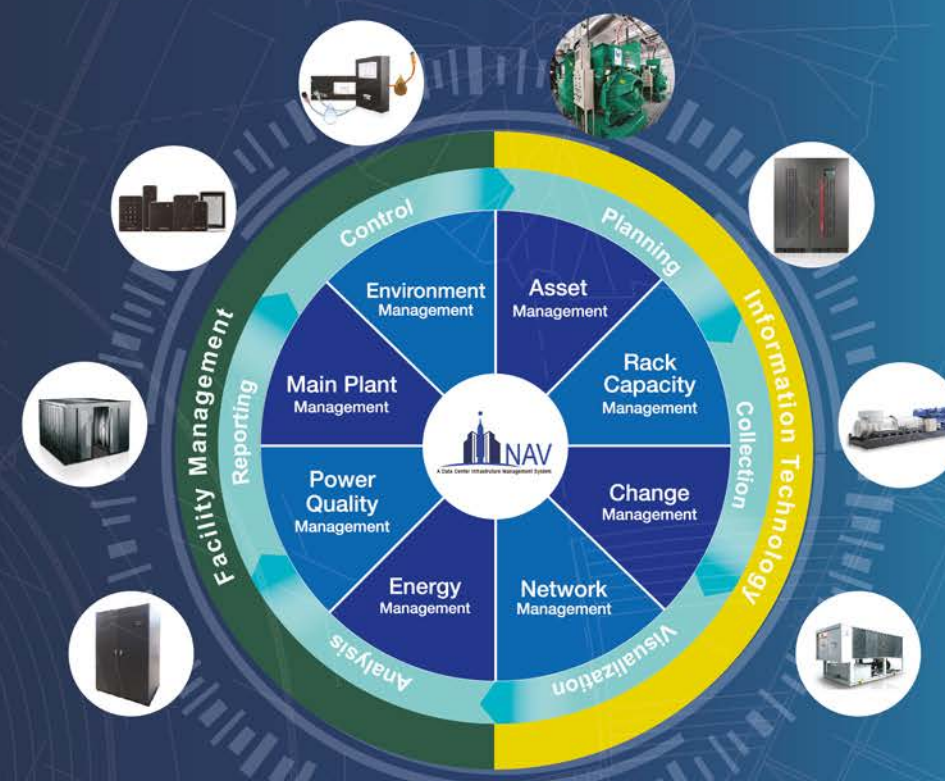 Facility Management
Information Technology
Control
Planning
Collection
Visualization
Analysis
Reporting
Environment
Management
Asset
Management
Rack
Capacity
Management
Change
Management
Network
Management
Energy
Management
Power
Quality
Management
Main Plant
Management
NAV
A Data Center Infrastruture Management System